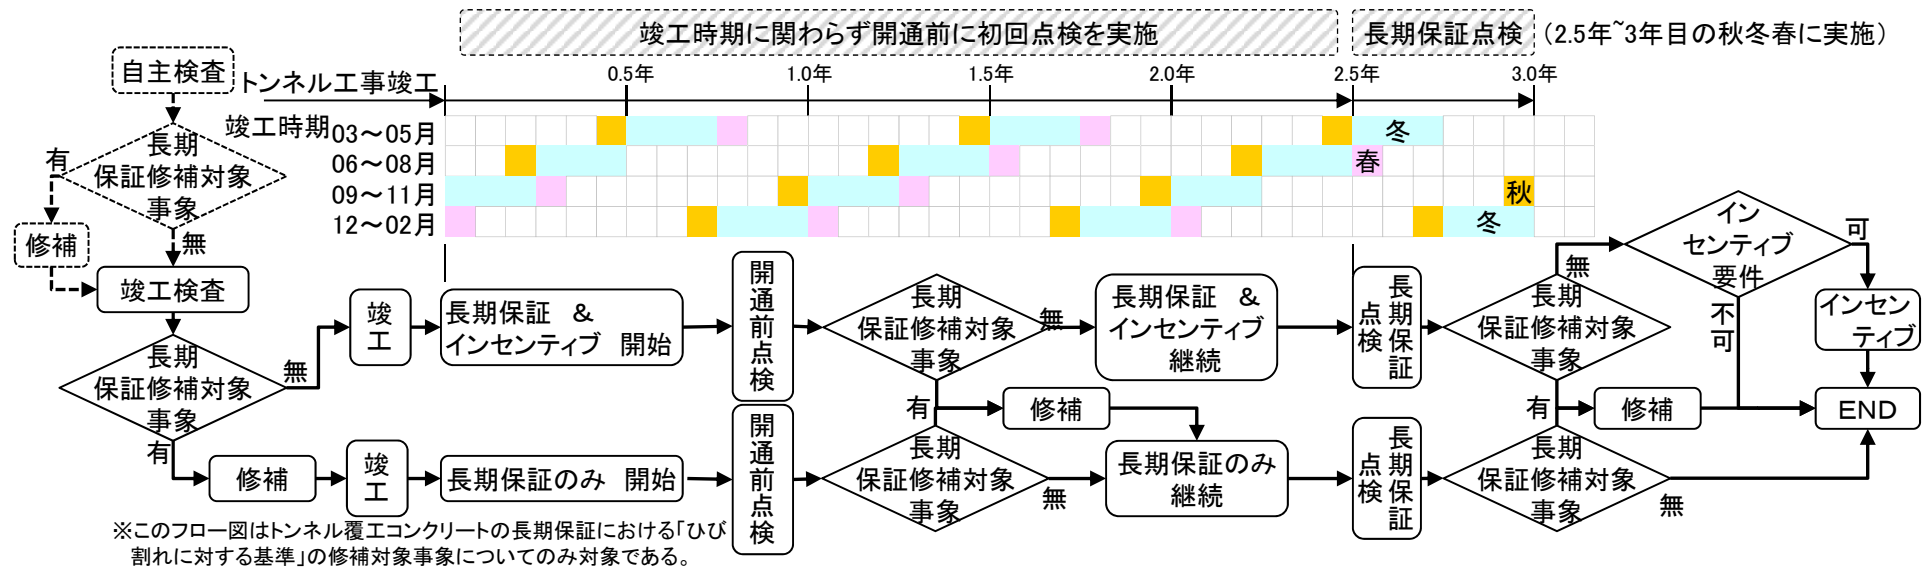 竣工時期に関わらず開通前に初回点検を実施
長期保証点検
(2.5年~3年目の秋冬春に実施)
自主検査
トンネル工事竣工
0.5年
1.0年
1.5年
2.0年
2.5年
3.0年
竣工時期
03～05月
06～08月
09～11月
12～02月
冬
春
秋
冬
長期
保証修補対象
事象
有
無
修補
竣工検査
長期
保証修補対象
事象
無
有
竣工
長期保証 &
インセンティブ 開始
開通前点検
長期
保証修補対象
事象
無
有
長期保証 &
インセンティブ
継続
長期保証
点検
長期
保証修補対象
事象
無
有
イン
センティブ
要件
可
不可
インセン
ティブ
修補
竣工
長期保証のみ 開始
開通前点検
長期
保証修補対象
事象
無
修補
長期保証のみ
継続
長期保証
点検
長期
保証修補対象
事象
無
修補
END
※このフロー図はトンネル覆工コンクリートの長期保証における「ひび
割れに対する基準」の修補対象事象についてのみ対象である。